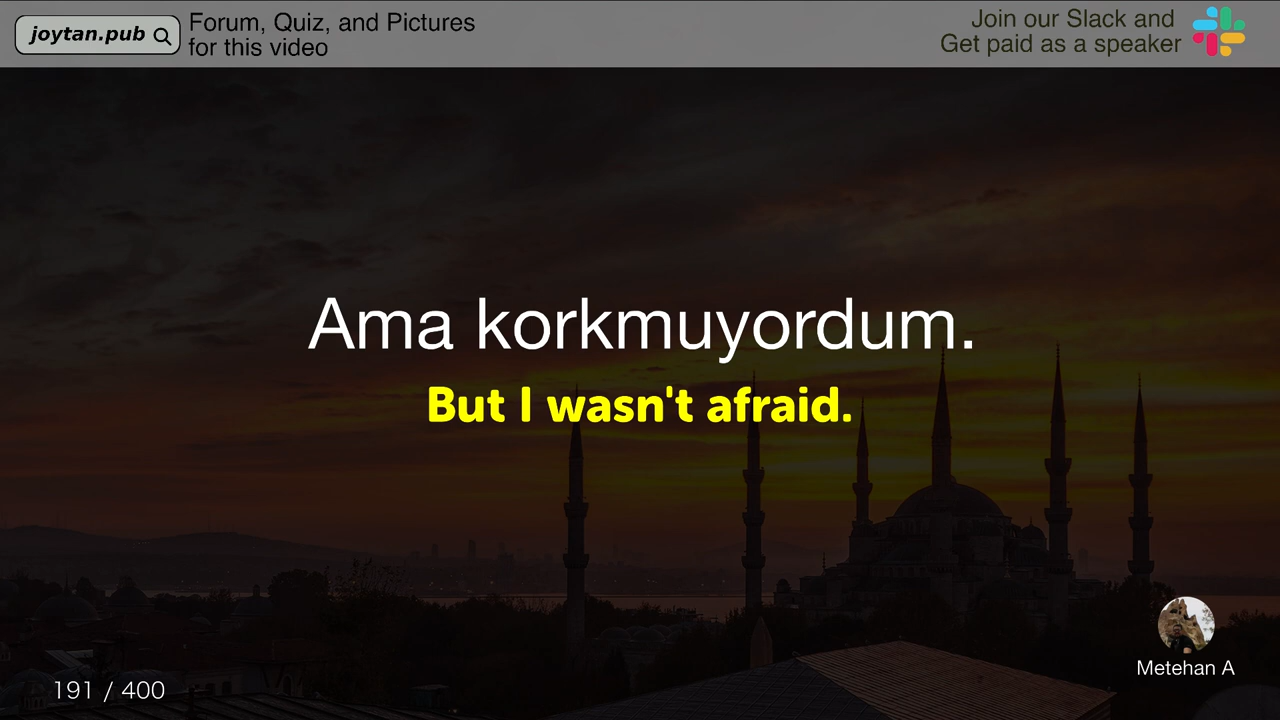 joytan.pub
Forum, Quiz, and Pictures
for this video
Join our Slack and
Get paid as a speaker
Ama korkmuyordum.
But I wasn't afraid.
Metehan A
191 / 400